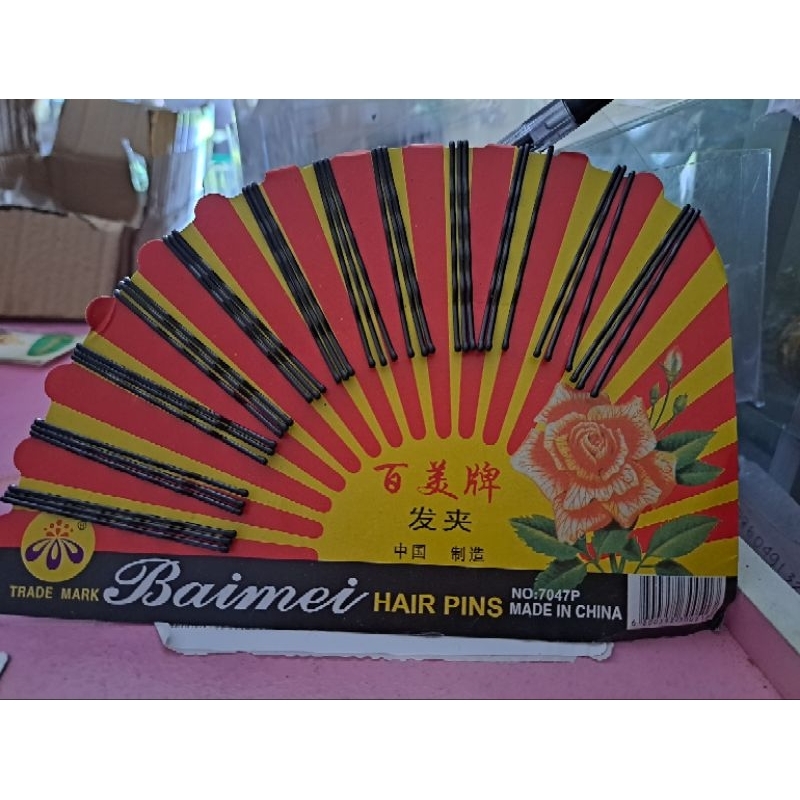 百美牌
发夹
中国 制造
®
TRADE MARK
Baimei HAIR PINS
NO:7047P
MADE IN CHINA